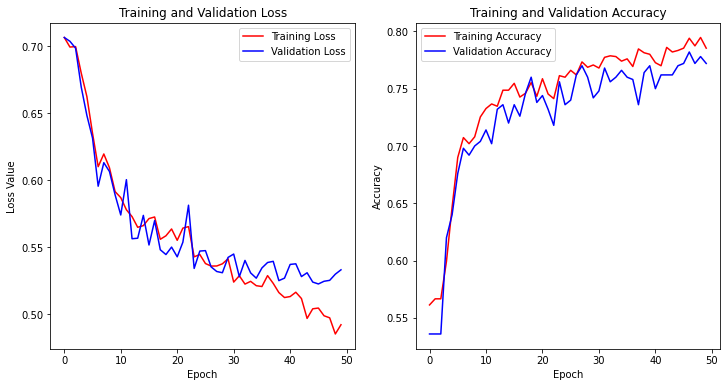 Training and Validation Loss
Training Loss
Validation Loss
Loss Value
0.70
0.65
0.60
0.55
0.50
0
10
20
30
40
50
Epoch
Training and Validation Accuracy
Training Accuracy
Validation Accuracy
Accuracy
0.80
0.75
0.70
0.65
0.60
0.55
0
10
20
30
40
50
Epoch